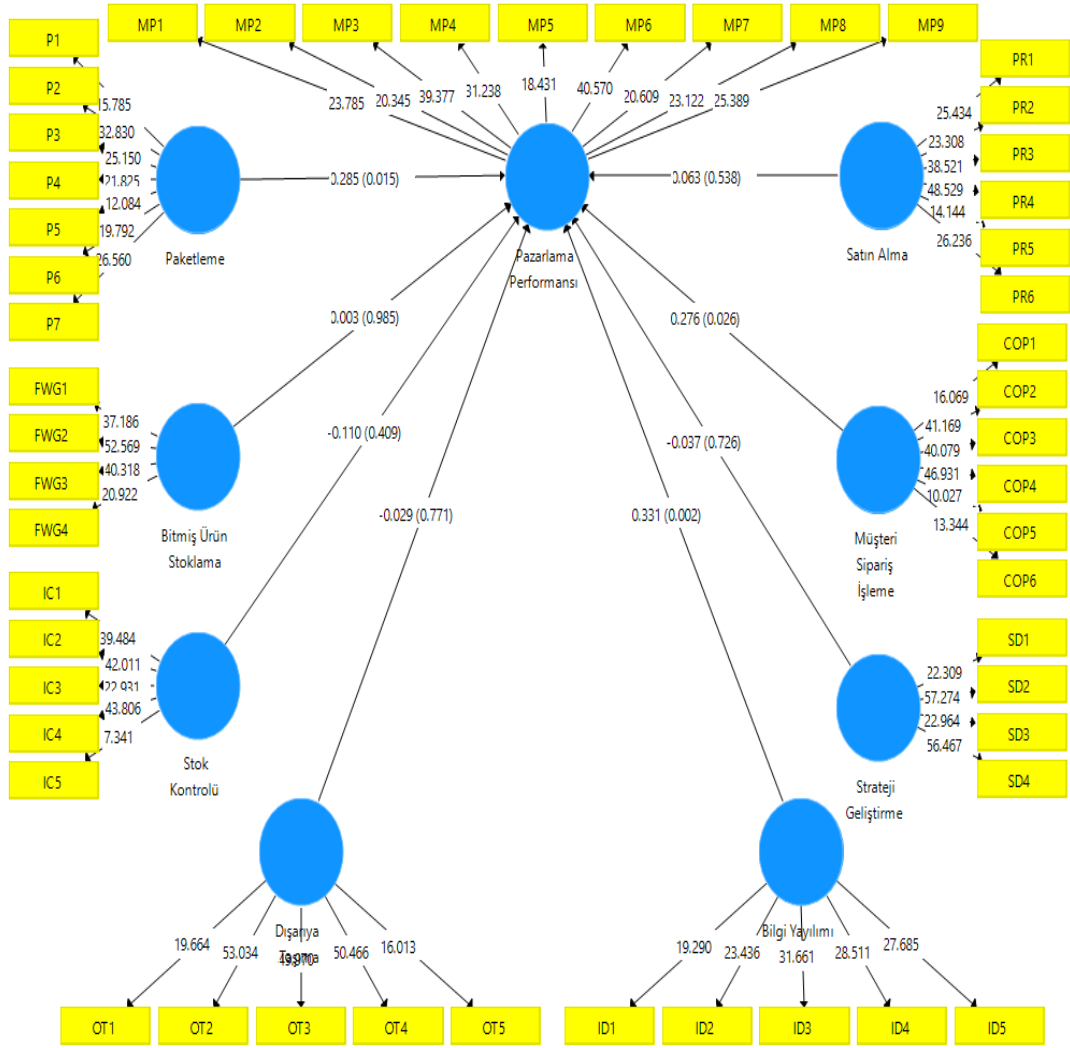 MP1 MP2 MP3 MP4 MP5 MP6 MP7 MP8 MP9
23.785 20.345 39.377 31.238 18.431 40.570 20.609 23.122 25.389
P1
P2
P3
P4
P5
P6
P7
32.830
25.150
21.825
12.084
19.792
26.560
Paketleme
0.285 (0.015)
Pazarlama
Performansı
0.063 (0.538)
Satın Alma
PR1
PR2
PR3
PR4
PR5
PR6
25.434
23.308
38.521
48.529
14.144
26.236
FWG1
FWG2
FWG3
FWG4
37.186
52.569
40.318
20.922
Bitmiş Ürün
Stoklama
0.003 (0.985)
0.276 (0.026)
COP1
COP2
COP3
COP4
COP5
COP6
16.069
41.169
40.079
46.931
10.027
13.344
Müşteri
Sipariş
İşleme
IC1
IC2
IC3
IC4
IC5
39.484
42.011
22.931
43.806
7.341
Stok
Kontrolü
-0.110 (0.409)
-0.037 (0.726)
-0.029 (0.771)
0.331 (0.002)
SD1
SD2
SD3
SD4
22.309
57.274
22.964
56.467
Strateji
Geliştirme
Dışarıya
19.664 53.034 50.466 16.013
OT1 OT2 OT3 OT4 OT5
Bilgi Yayılımı
19.290 23.436 31.661 28.511 27.685
ID1 ID2 ID3 ID4 ID5